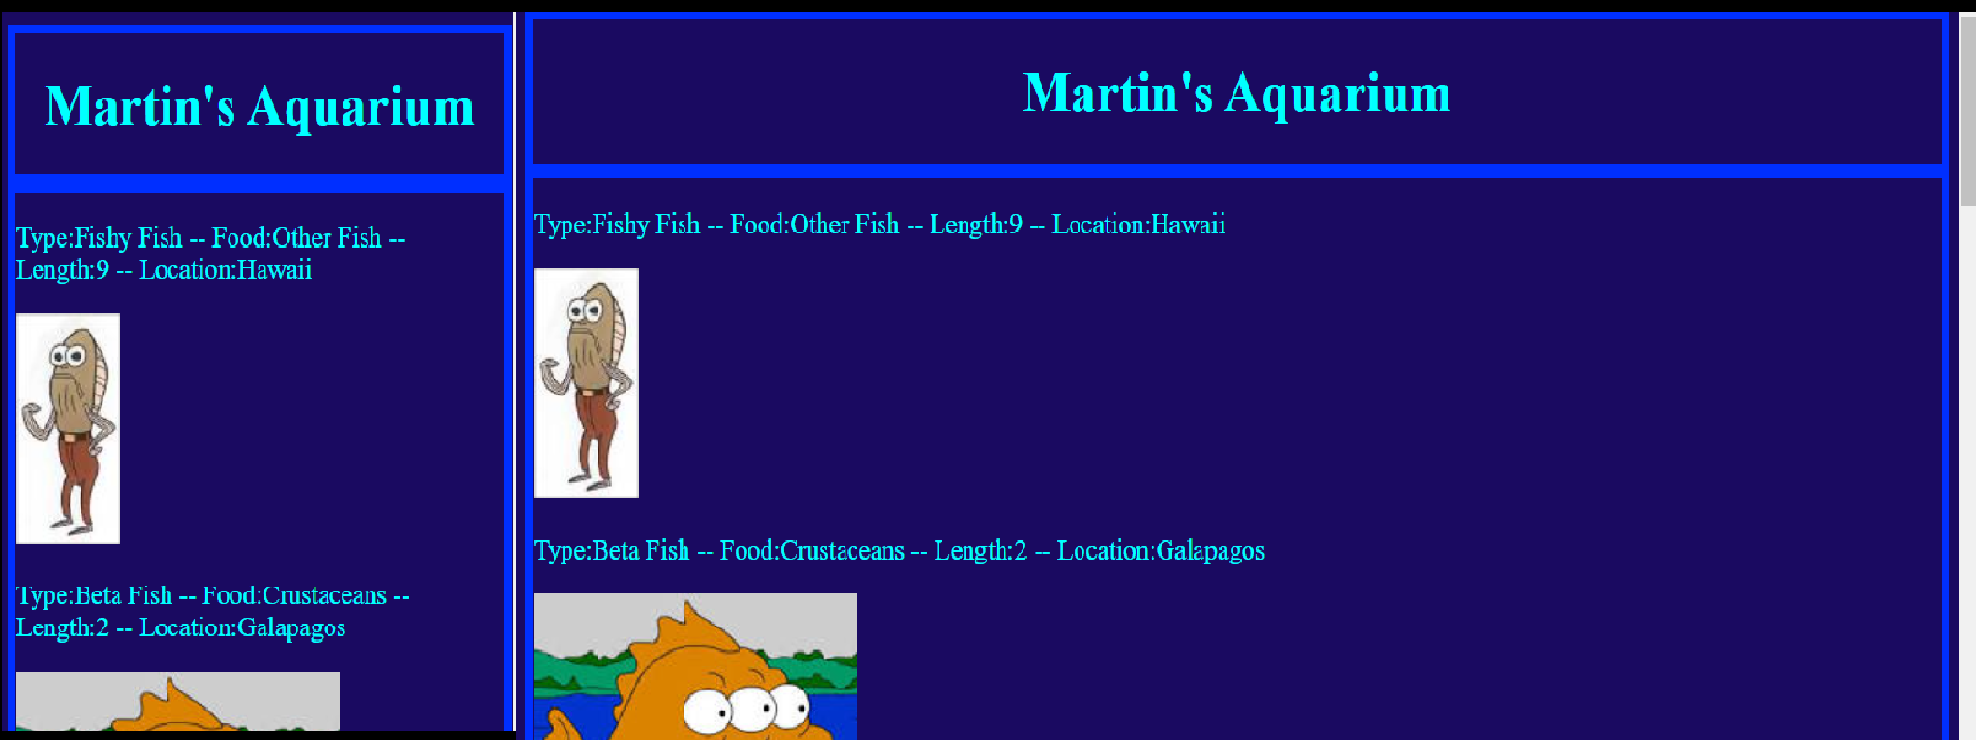 Martin's Aquarium
Type:Fishy Fish -- Food:Other Fish --
Length:9 -- Location:Hawaii
Type:Beta Fish -- Food:Crustaceans --
Length:2 -- Location:Galapagos
Martin's Aquarium
Type:Fishy Fish -- Food:Other Fish -- Length:9 -- Location:Hawaii
Type:Beta Fish -- Food:Crustaceans -- Length:2 -- Location:Galapagos